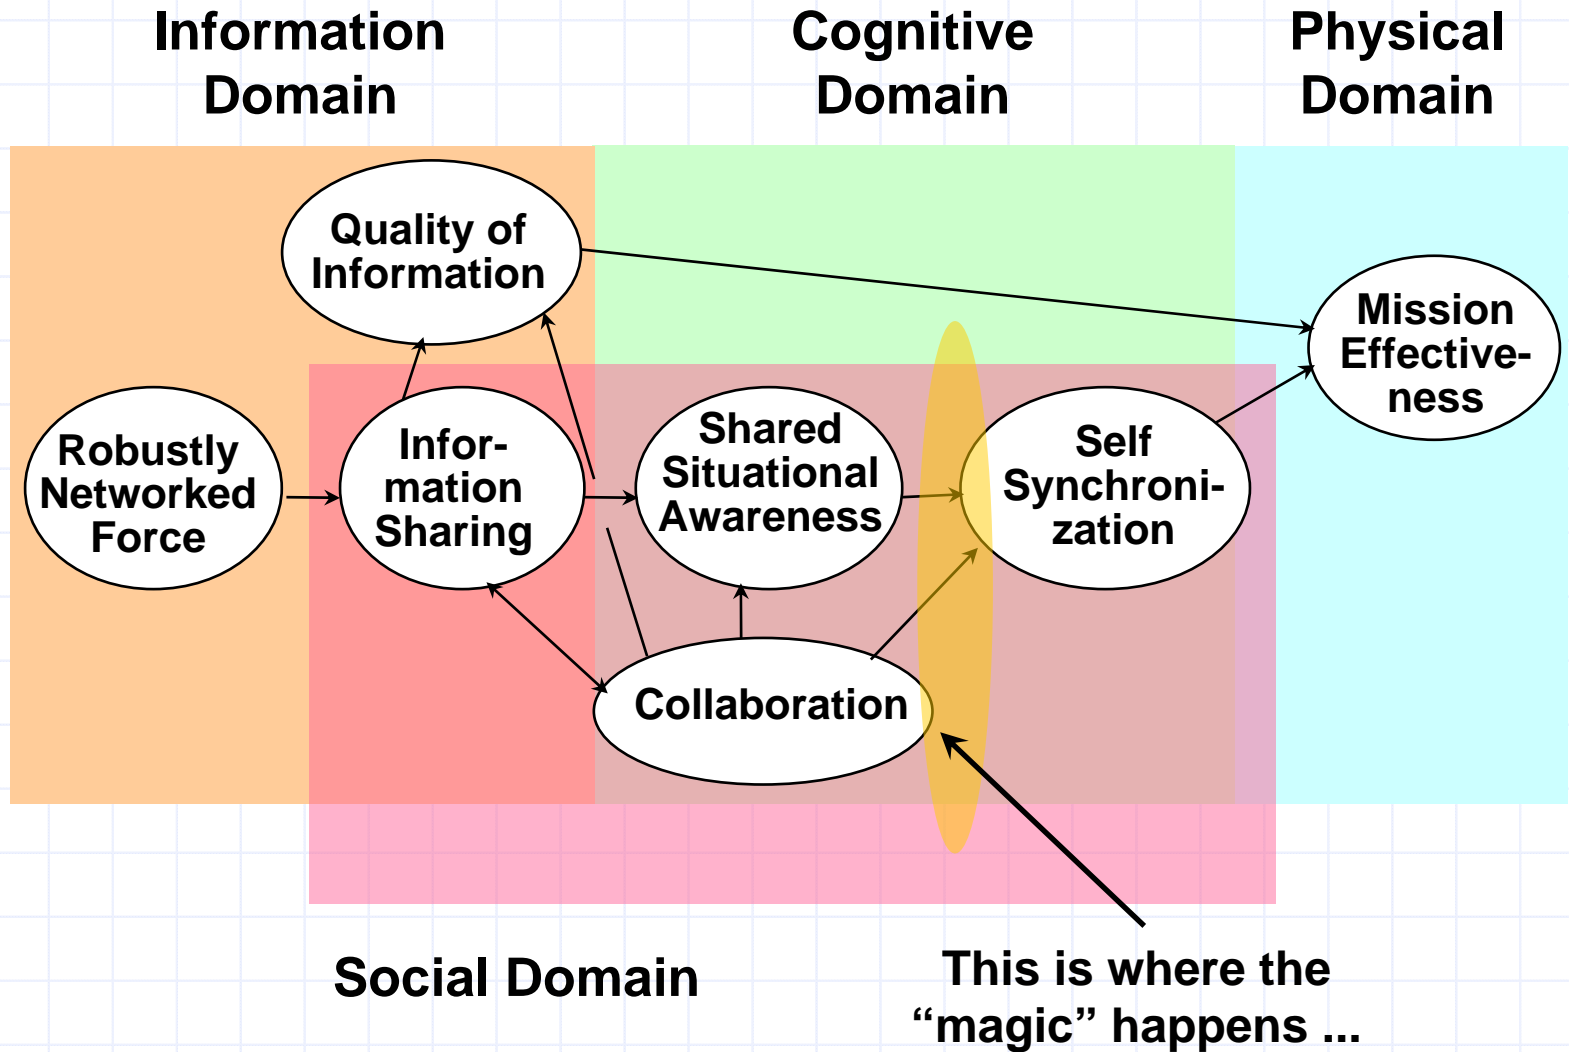 Information
Domain
Cognitive
Domain
Physical
Domain
Quality of
Information
Mission
Effective-
ness
Robustly
Networked
Force
Infor-
mation
Sharing
Shared
Situational
Awareness
Self
Synchroni-
zation
Collaboration
Social Domain
This is where the
“magic” happens ...